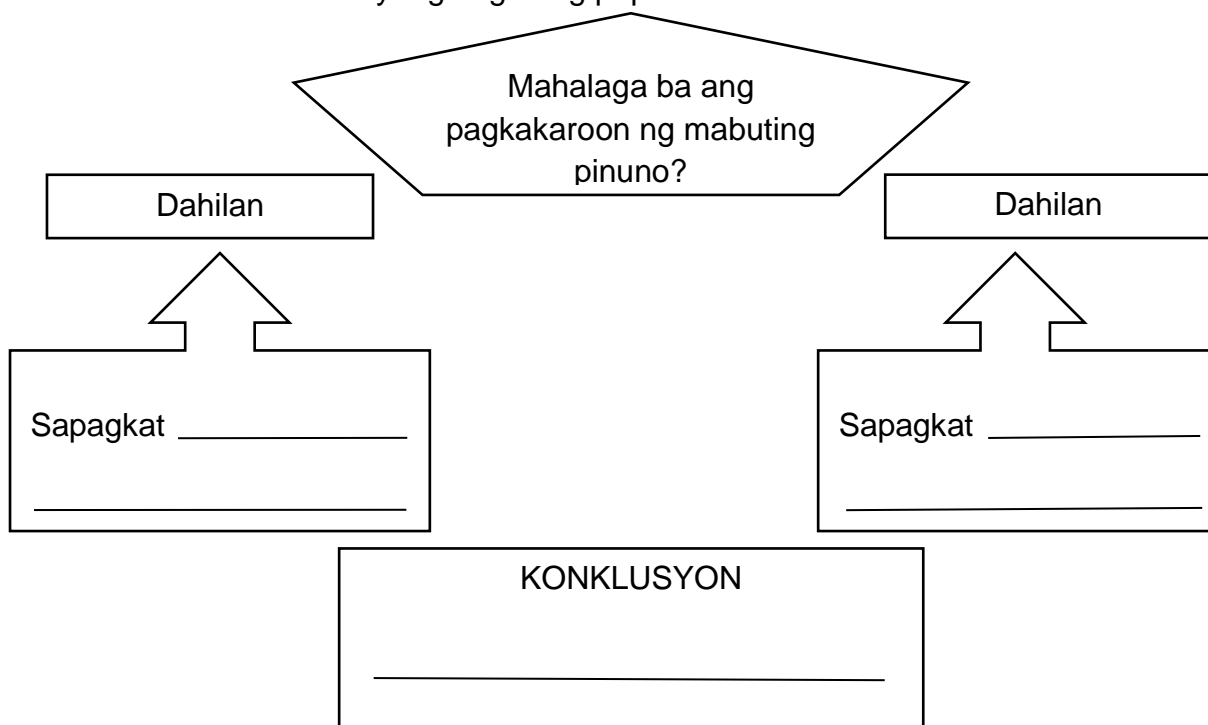 Mahalaga ba ang
pagkakaroon ng mabuting
pinuno?
Dahilan
Dahilan
Sapagkat
Sapagkat
KONKLUSYON